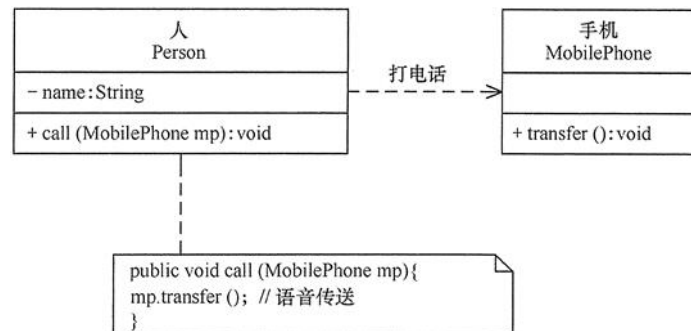 人
Person
- name:String
+ call (MobilePhone mp):void
打电话
手机
MobilePhone
+ transfer ():void
public void call (MobilePhone mp){
mp.transfer (); // 语音传送
}